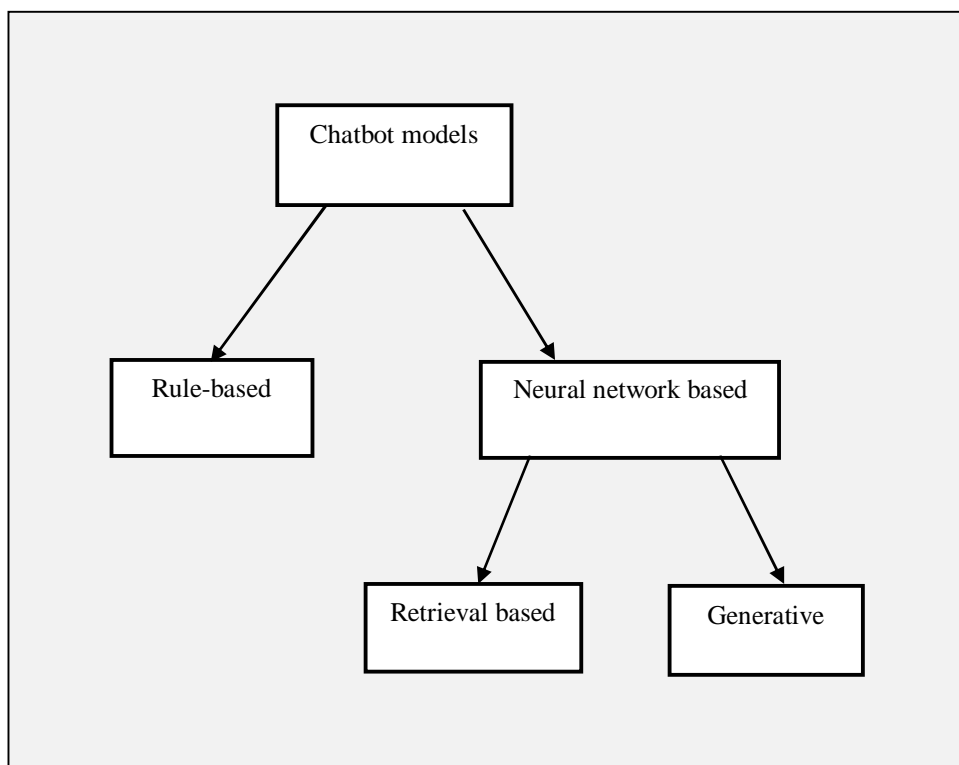 Chatbot models
Rule-based
Neural network based
Retrieval based
Generative